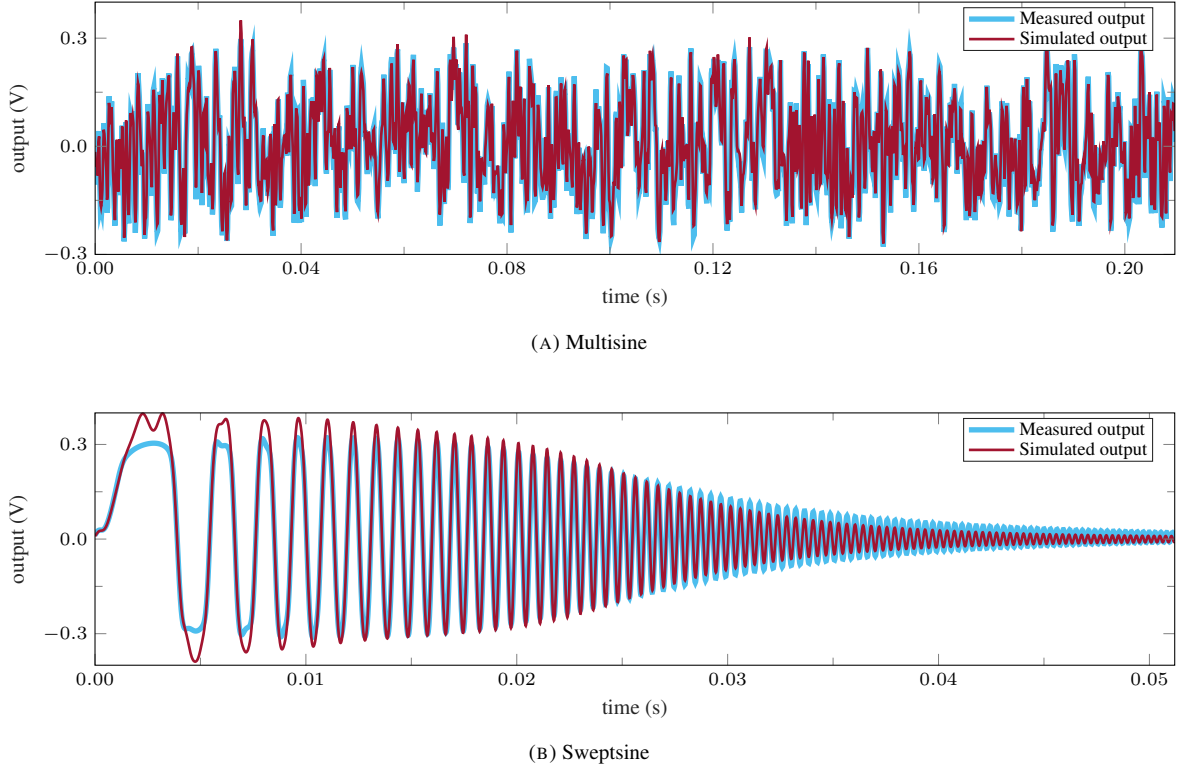 0.3
0.0
−0.3
output (V)
Measured output
Simulated output
0.00 0.04 0.08 0.12 0.16 0.20
time (s)
(A) Multisine
0.3
0.0
−0.3
output (V)
Measured output
Simulated output
0.00 0.01 0.02 0.03 0.04 0.05
time (s)
(B) Sweptsine